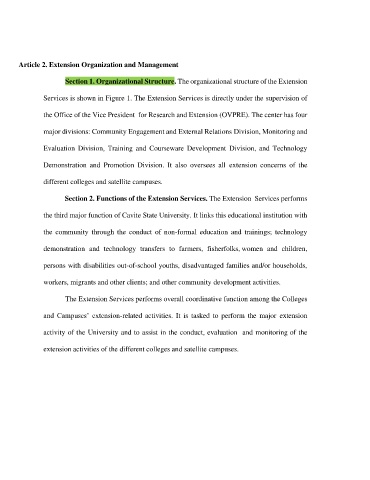 Article 2. Extension Organization and Management
Section 1. Organizational Structure. The organizational structure of the Extension
Services is shown in Figure 1. The Extension Services is directly under the supervision of
the Office of the Vice President for Research and Extension (OVPRE). The center has four
major divisions: Community Engagement and External Relations Division, Monitoring and
Evaluation Division, Training and Courseware Development Division, and Technology
Demonstration and Promotion Division. It also oversees all extension concerns of the
different colleges and satellite campuses.
Section 2. Functions of the Extension Services. The Extension Services performs
the third major function of Cavite State University. It links this educational institution with
the community through the conduct of non-formal education and trainings; technology
demonstration and technology transfers to farmers, fisherfolks, women and children,
persons with disabilities out-of-school youths, disadvantaged families and/or households,
workers, migrants and other clients; and other community development activities.
The Extension Services performs overall coordinative function among the Colleges
and Campuses' extension-related activities. It is tasked to perform the major extension
activity of the University and to assist in the conduct, evaluation and monitoring of the
extension activities of the different colleges and satellite campuses.